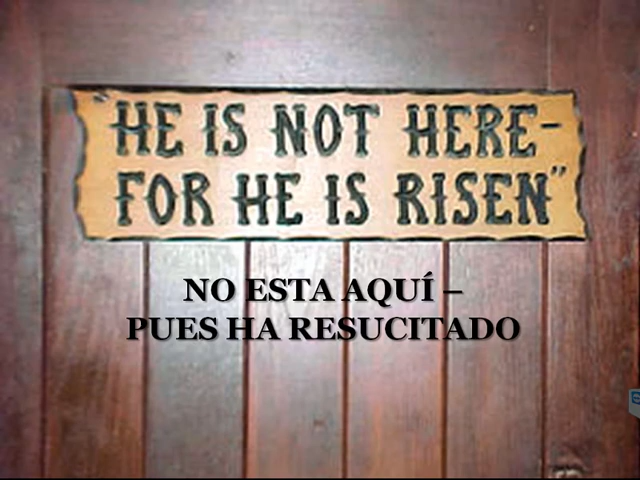 "HE IS NOT HERE-
FOR HE IS RISEN"
NO ESTA AQUÍ –
PUES HA RESUCITADO